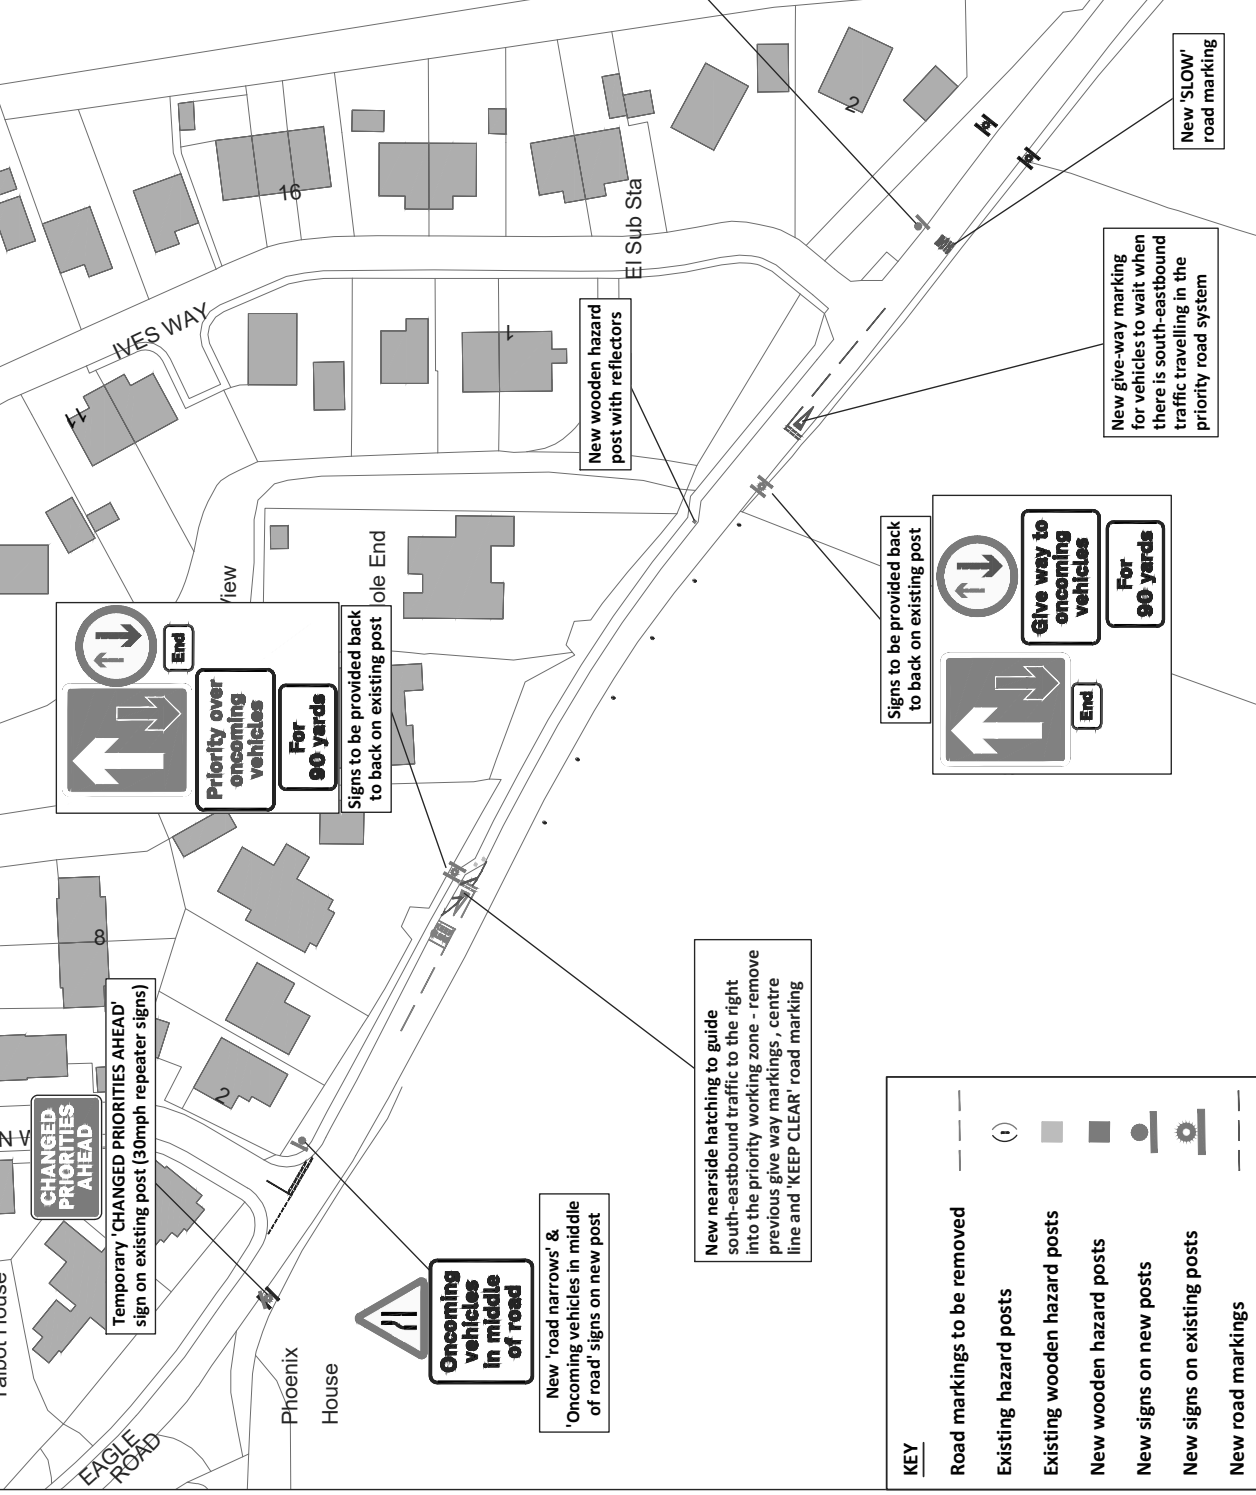 IVES WAY
16
2
11
1
El Sub Sta
New 'SLOW'
road marking
New give-way marking
for vehicles to wait when
there is south-eastbound
traffic travelling in the
priority road system
New wooden hazard
post with reflectors
Signs to be provided back
to back on existing post
End
Give way to
oncoming
vehicles
For
90 yards
End
Priority over
oncoming
vehicles
For
90 yards
Signs to be provided back
to back on existing post
8
2
CHANGED
PRIORITIES
AHEAD
Temporary 'CHANGED PRIORITIES AHEAD'
sign on existing post (30mph repeater signs)
New nearside hatching to guide
south-eastbound traffic to the right
into the priority working zone - remove
previous give way markings , centre
line and 'KEEP CLEAR' road marking
Oncoming
vehicles
in middle
of road
New 'road narrows' &
'Oncoming vehicles in middle
of road' signs on new post
Phoenix
House
EAGLE
ROAD
KEY
Road markings to be removed
Existing hazard posts
Existing wooden hazard posts
New wooden hazard posts
New signs on new posts
New signs on existing posts
New road markings